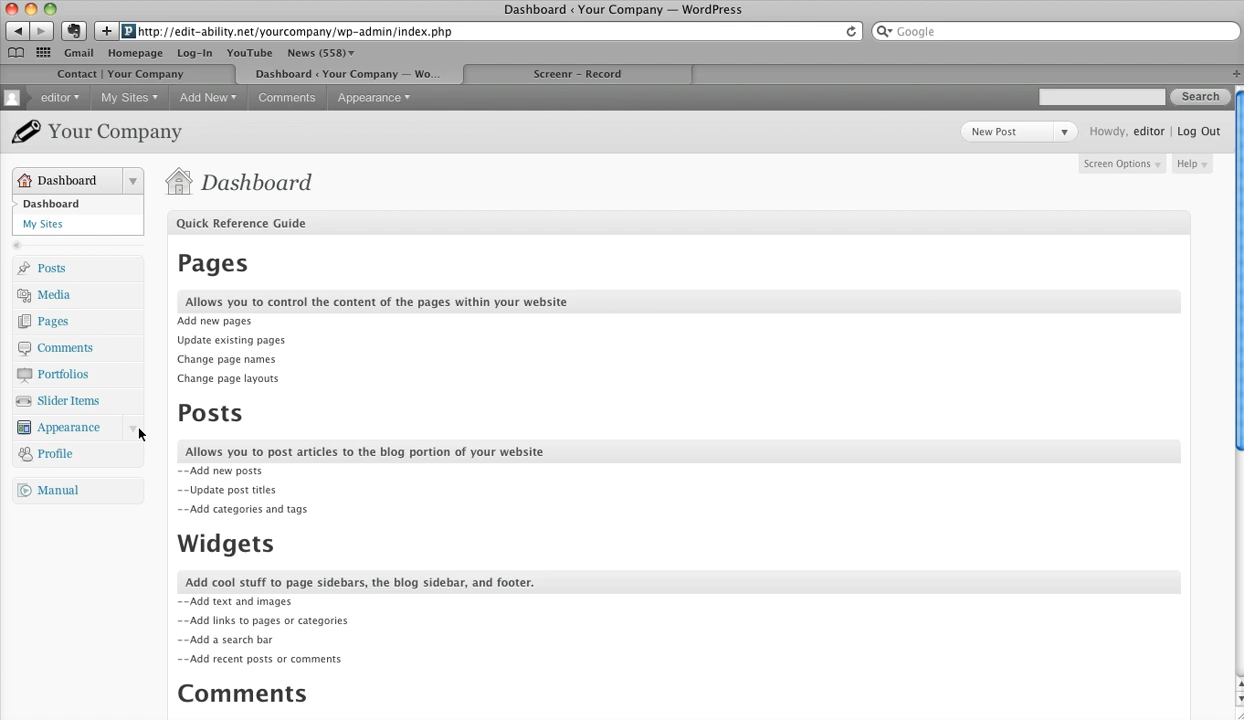 Dashboard ‹ Your Company — WordPress
http://edit-ability.net/yourcompany/wp-admin/index.php
Google
Gmail Homepage Log-In YouTube News (558)▾
Contact | Your Company
Dashboard ‹ Your Company — Wo...
Screenr - Record
editor My Sites Add New Comments Appearance
Search
Your Company
New Post
Howdy, editor | Log Out
Screen Options
Help
Dashboard
Dashboard
My Sites
Posts
Media
Pages
Comments
Portfolios
Slider Items
Appearance
Profile
Manual
Dashboard
Quick Reference Guide
Pages
Allows you to control the content of the pages within your website
Add new pages
Update existing pages
Change page names
Change page layouts
Posts
Allows you to post articles to the blog portion of your website
--Add new posts
--Update post titles
--Add categories and tags
Widgets
Add cool stuff to page sidebars, the blog sidebar, and footer.
--Add text and images
--Add links to pages or categories
--Add a search bar
--Add recent posts or comments
Comments